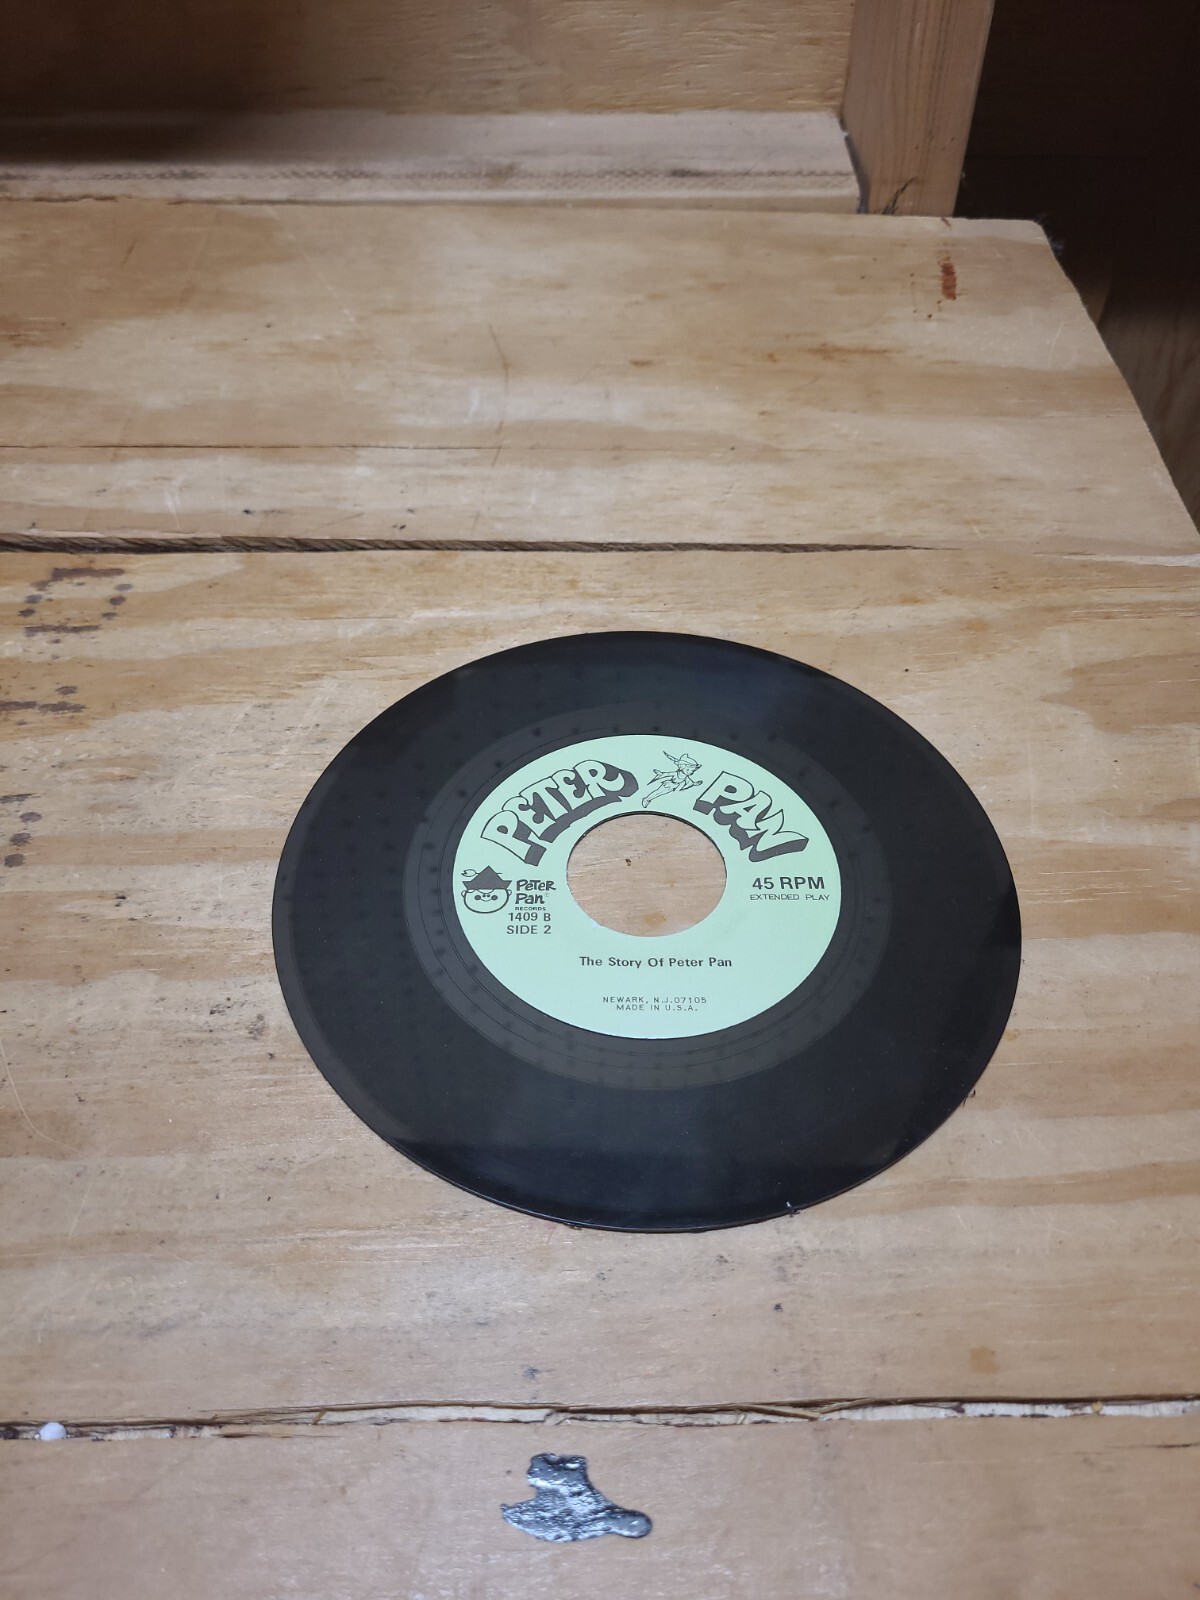 PETER PAN
PETER
PAN
RECORDS
1409 B
SIDE 2
45 RPM
EXTENDED PLAY
The Story Of Peter Pan
NEWARK, N.J.07105
MADE IN U.S.A.